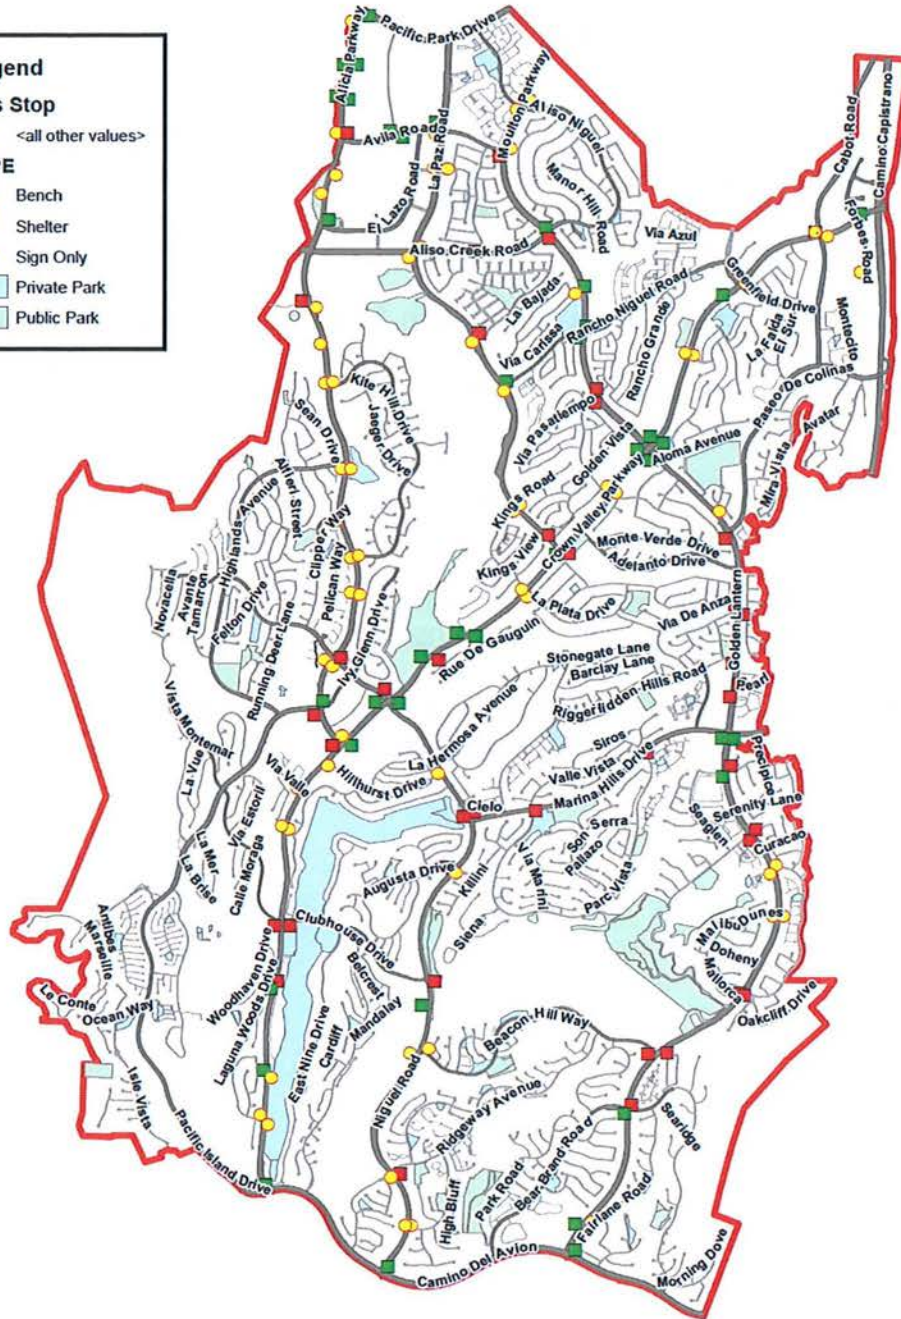 gend
s Stop
<all other values>
PE
Bench
Shelter
Sign Only
Private Park
Public Park
Pacific Park Drive
Alicia Parkway
Moulton Parkway
Aliso Niguel
Avila Road
La Paz Road
El Lazo Road
Manor Hill Road
Cabot Road
Camino Capistrano
Forbes Road
Via Azul
Aliso Creek Road
Greenfield Drive
La Bajada
Rancho Niguel Road
Via Carissa
Rancho Grande
La Falda
El Sur
Montecito
Kite Hill Drive
Sean Drive
Jaeger Drive
Via Pasatiempo
Paseo De Colinas
Golden Vista
Avatar
Mira Vista
Aloma Avenue
Altieri Street
Highlands Avenue
Kings Road
Crown Valley Parkway
Clipper Way
Pelican Way
Kings View
Monte Verde Drive
Adelanto Drive
Novacella
Avante
Tamarron
Felton Drive
Ivy Glenn Drive
La Plata Drive
Via De Anza
Golden Lantern
Running Deer Lane
Rue De Gauguin
Stonegate Lane
Barclay Lane
Hidden Hills Road
Rigger
Pearl
Vista Montemar
La Hermosa Avenue
Siros
La Vue
Via Valle
Hillhurst Drive
Valle Vista
Precipice
Via Estoril
Cielo
Marina Hills Drive
Serenity Lane
Seaglen
Curacao
La Mer
La Brise
Calle Moraga
Son Serra
Pallazo
Augusta Drive
Killini
Via Marini
Parc Vista
Antibes
Marseille
Clubhouse Drive
Siena
Malibu Dunes
Doheny
Mallorca
Woodhaven Drive
Belcrest
Le Conte
Ocean Way
Laguna Woods Drive
Mandalay
Oakcliff Drive
East Nine Drive
Cardiff
Beacon Hill Way
Isle Vista
Niguel Road
Ridgeway Avenue
Searidge
Pacific Island Drive
Bear Brand Road
Park Road
High Bluff
Fairlane Road
Camino Del Avion
Morning Dove